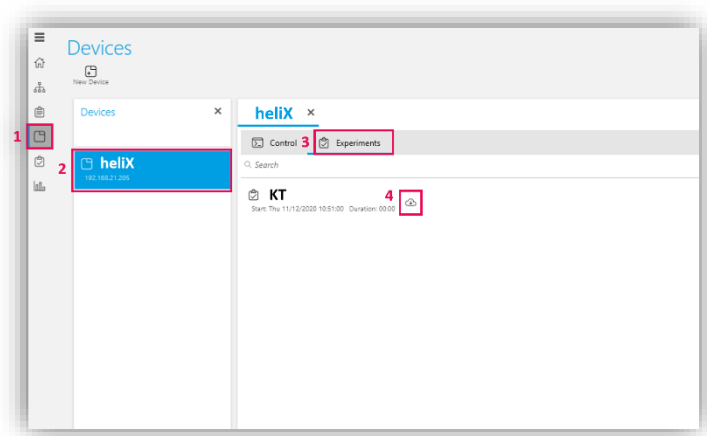 Devices
New Device
Devices ×
heliX ×
1
Control 3 Experiments
2 heliX
192.168.21.205
Search
KT 4
Start: Thu 11/12/2020 10:51:00 Duration: 00:00